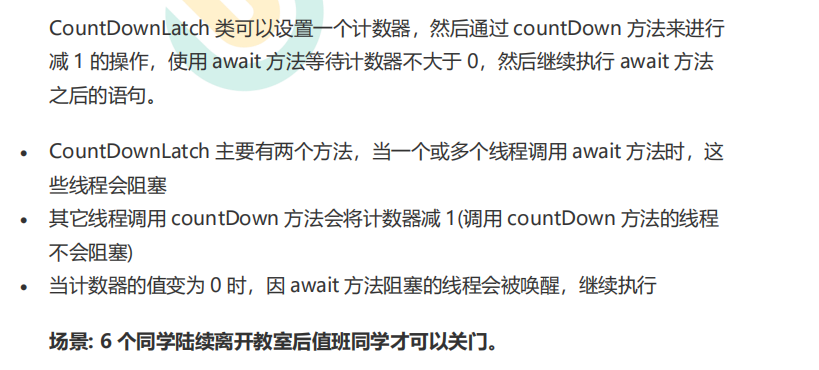 CountDownLatch 类可以设置一个计数器，然后通过 countDown 方法来进行
减 1 的操作，使用 await 方法等待计数器不大于 0，然后继续执行 await 方法
之后的语句。
• CountDownLatch 主要有两个方法，当一个或多个线程调用 await 方法时，这
些线程会阻塞
• 其它线程调用 countDown 方法会将计数器减 1(调用 countDown 方法的线程
不会阻塞)
• 当计数器的值变为 0 时，因 await 方法阻塞的线程会被唤醒，继续执行
场景: 6 个同学陆续离开教室后值班同学才可以关门。